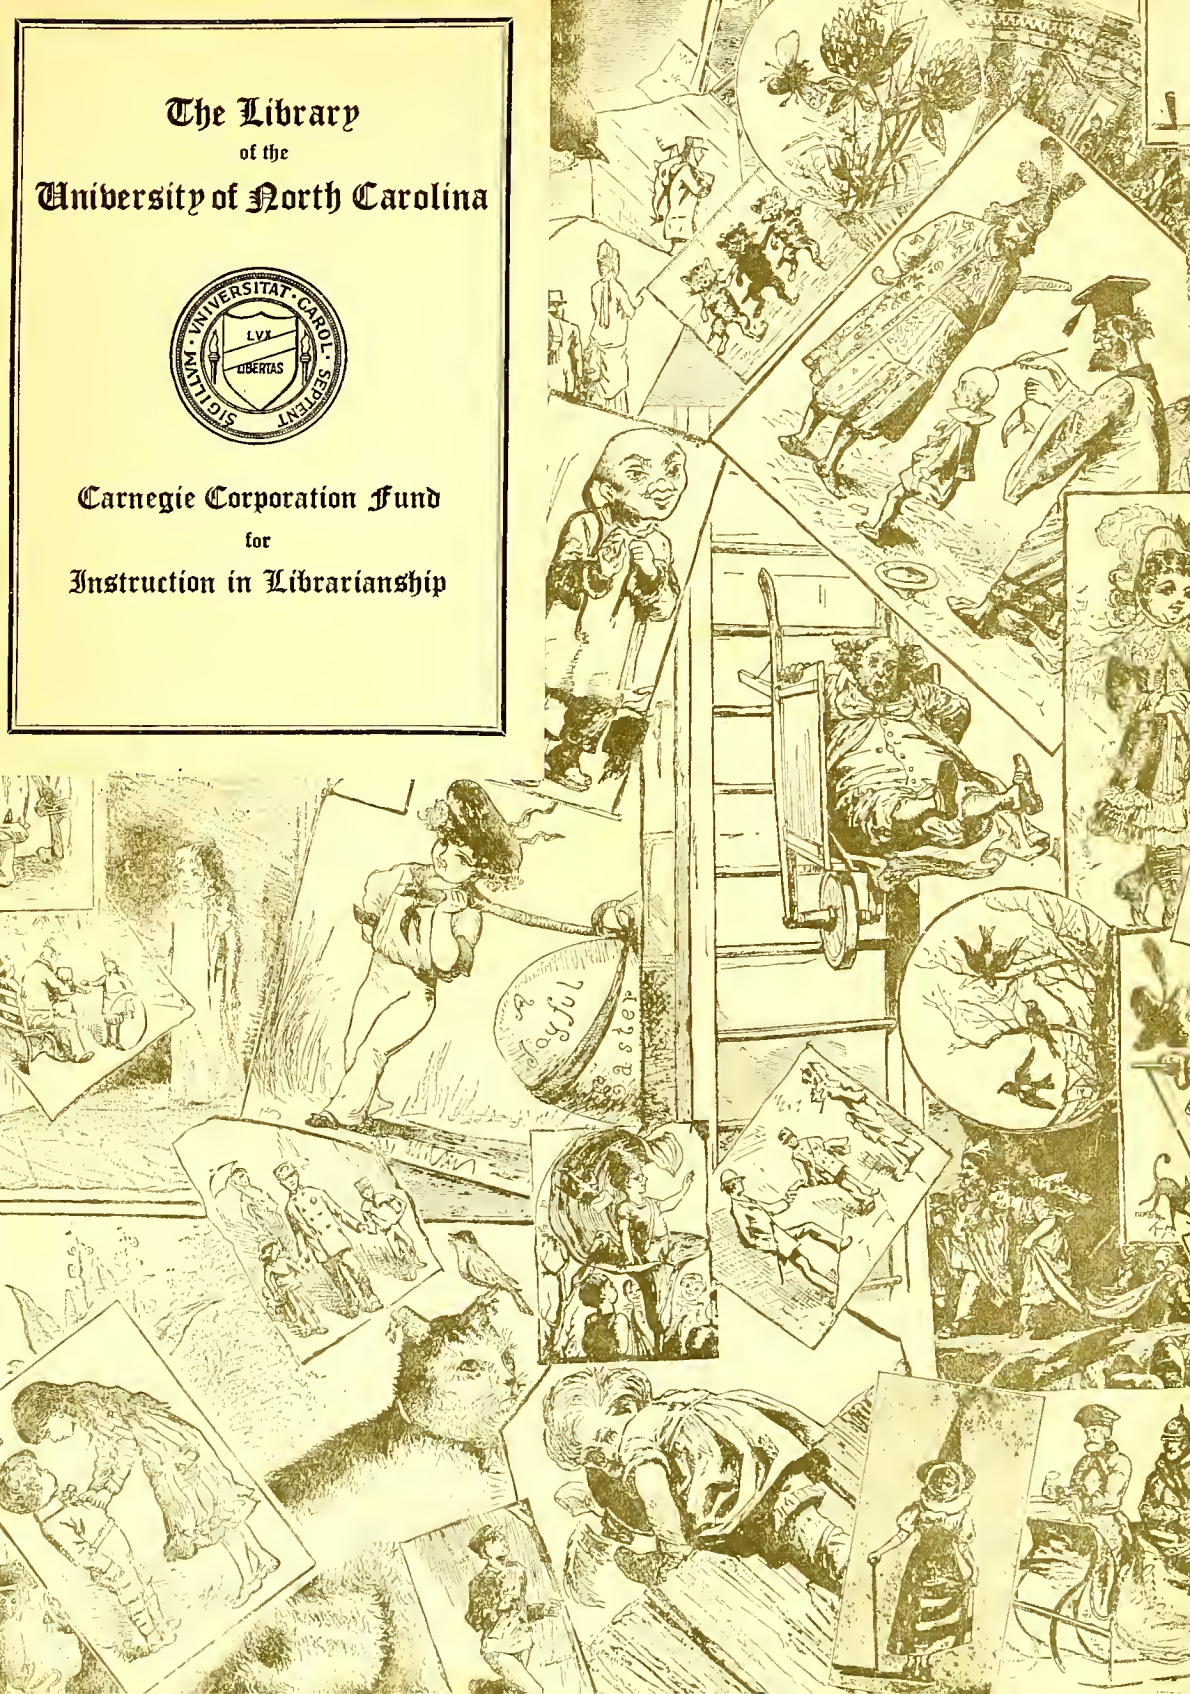 The Library
of the
University of North Carolina
SIGILLVM · VNIVERSITAT · CAROL · SEPTENT
LVX
LIBERTAS
Carnegie Corporation Fund
for
Instruction in Librarianship
A
Joyful
Easter